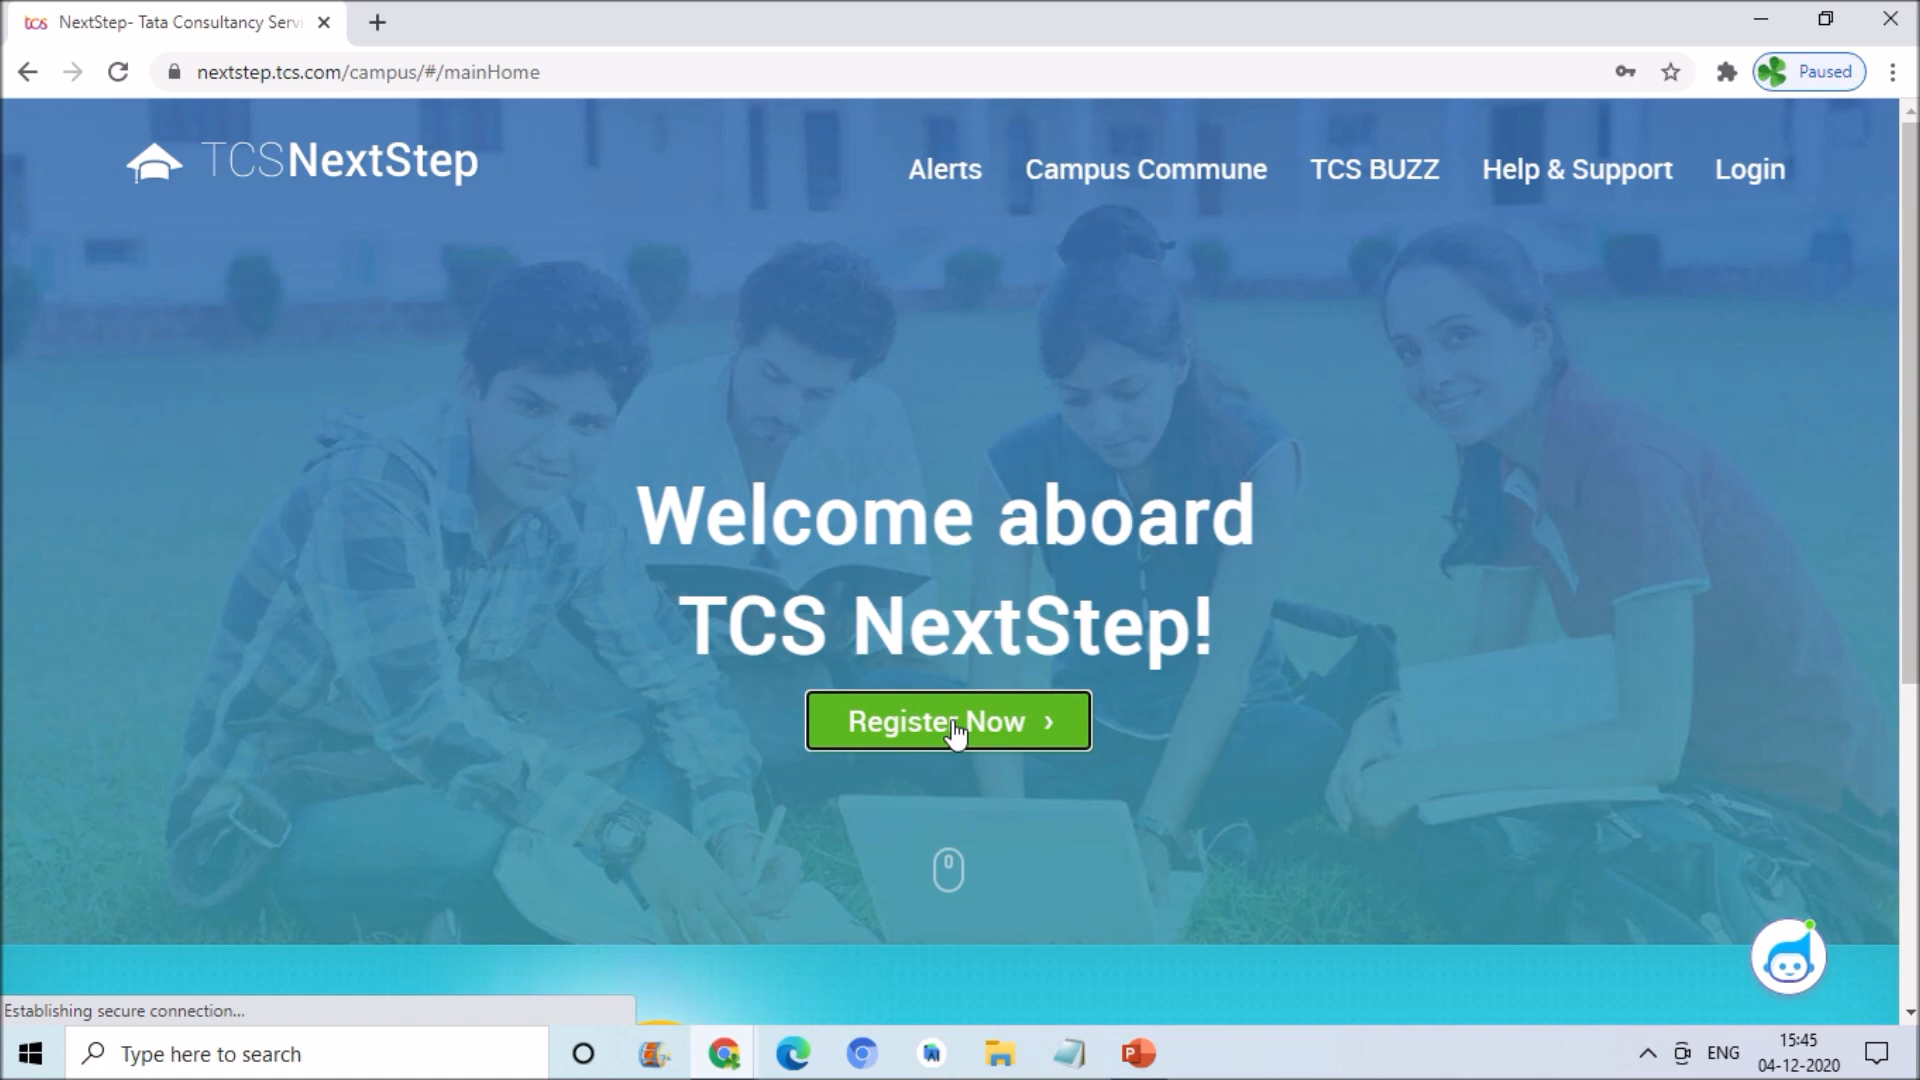 tcs NextStep- Tata Consultancy Servi
nextstep.tcs.com/campus/#/mainHome
Paused
TCSNextStep
Alerts Campus Commune TCS BUZZ Help & Support Login
Welcome aboard
TCS NextStep!
Register Now ›
Establishing secure connection...
Type here to search
ENG
15:45
04-12-2020